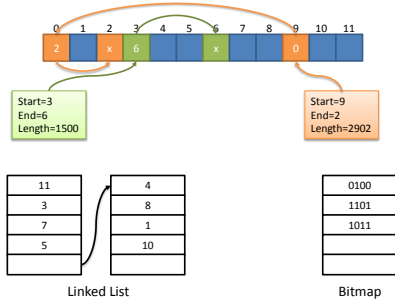 0 1 2 3 4 5 6 7 8 9 10 11
2 x 6 x 0
Start=3
End=6
Length=1500
Start=9
End=2
Length=2902
11
3
7
5
4
8
1
10
0100
1101
1011
Linked List
Bitmap